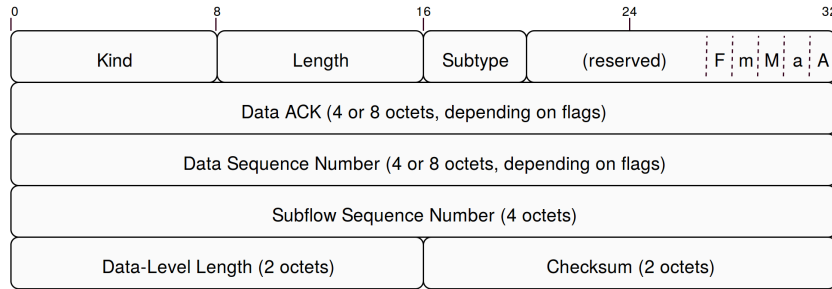 0 8 16 24 32
Kind Length Subtype (reserved) F m M a A
Data ACK (4 or 8 octets, depending on flags)
Data Sequence Number (4 or 8 octets, depending on flags)
Subflow Sequence Number (4 octets)
Data-Level Length (2 octets) Checksum (2 octets)